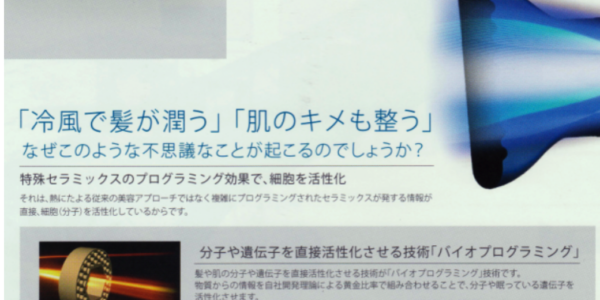 「冷風で髪が潤う」「肌のキメも整う」
なぜこのような不思議なことが起こるのでしょうか？
特殊セラミックスのプログラミング効果で、細胞を活性化
それは、熱にたよる従来の美容アプローチではなく複雑にプログラミングされたセラミックスが発する情報が
直接、細胞(分子)を活性化しているからです。
分子や遺伝子を直接活性化させる技術「バイオプログラミング」
髪や肌の分子や遺伝子を直接活性化させる技術が「バイオプログラミング」技術です。
物質からの情報を自社開発理論による黄金比率で組み合わせることで、分子や眠っている遺伝子を
活性化させます。